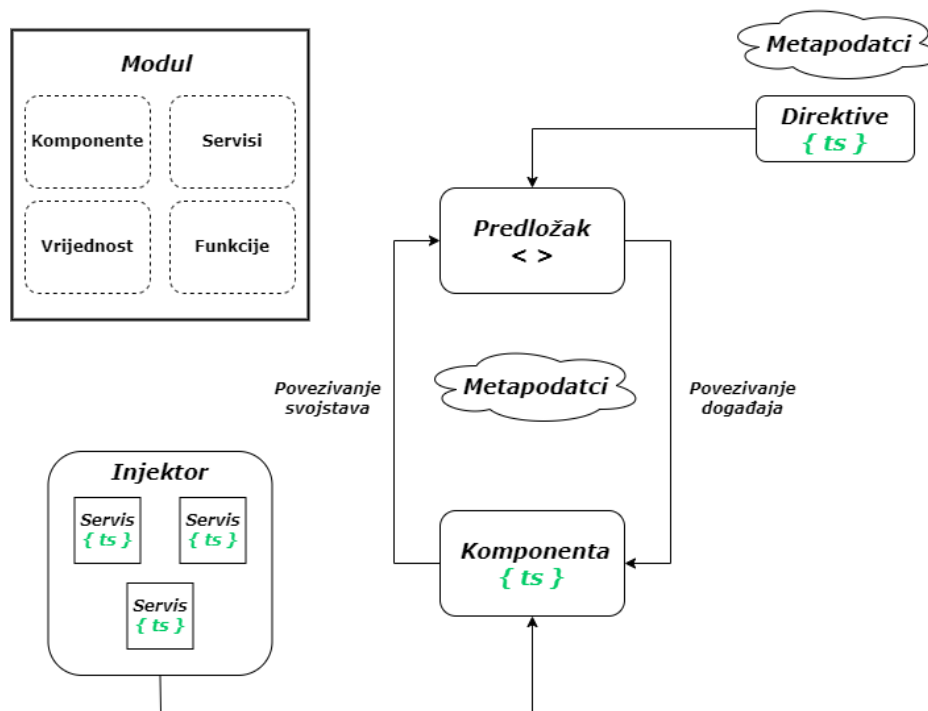 Modul
Komponente
Servisi
Vrijednost
Funkcije
Metapodatci
Direktive
{ ts }
Predložak
< >
Povezivanje
svojstava
Metapodatci
Povezivanje
događaja
Injektor
Servis
{ ts }
Servis
{ ts }
Servis
{ ts }
Komponenta
{ ts }